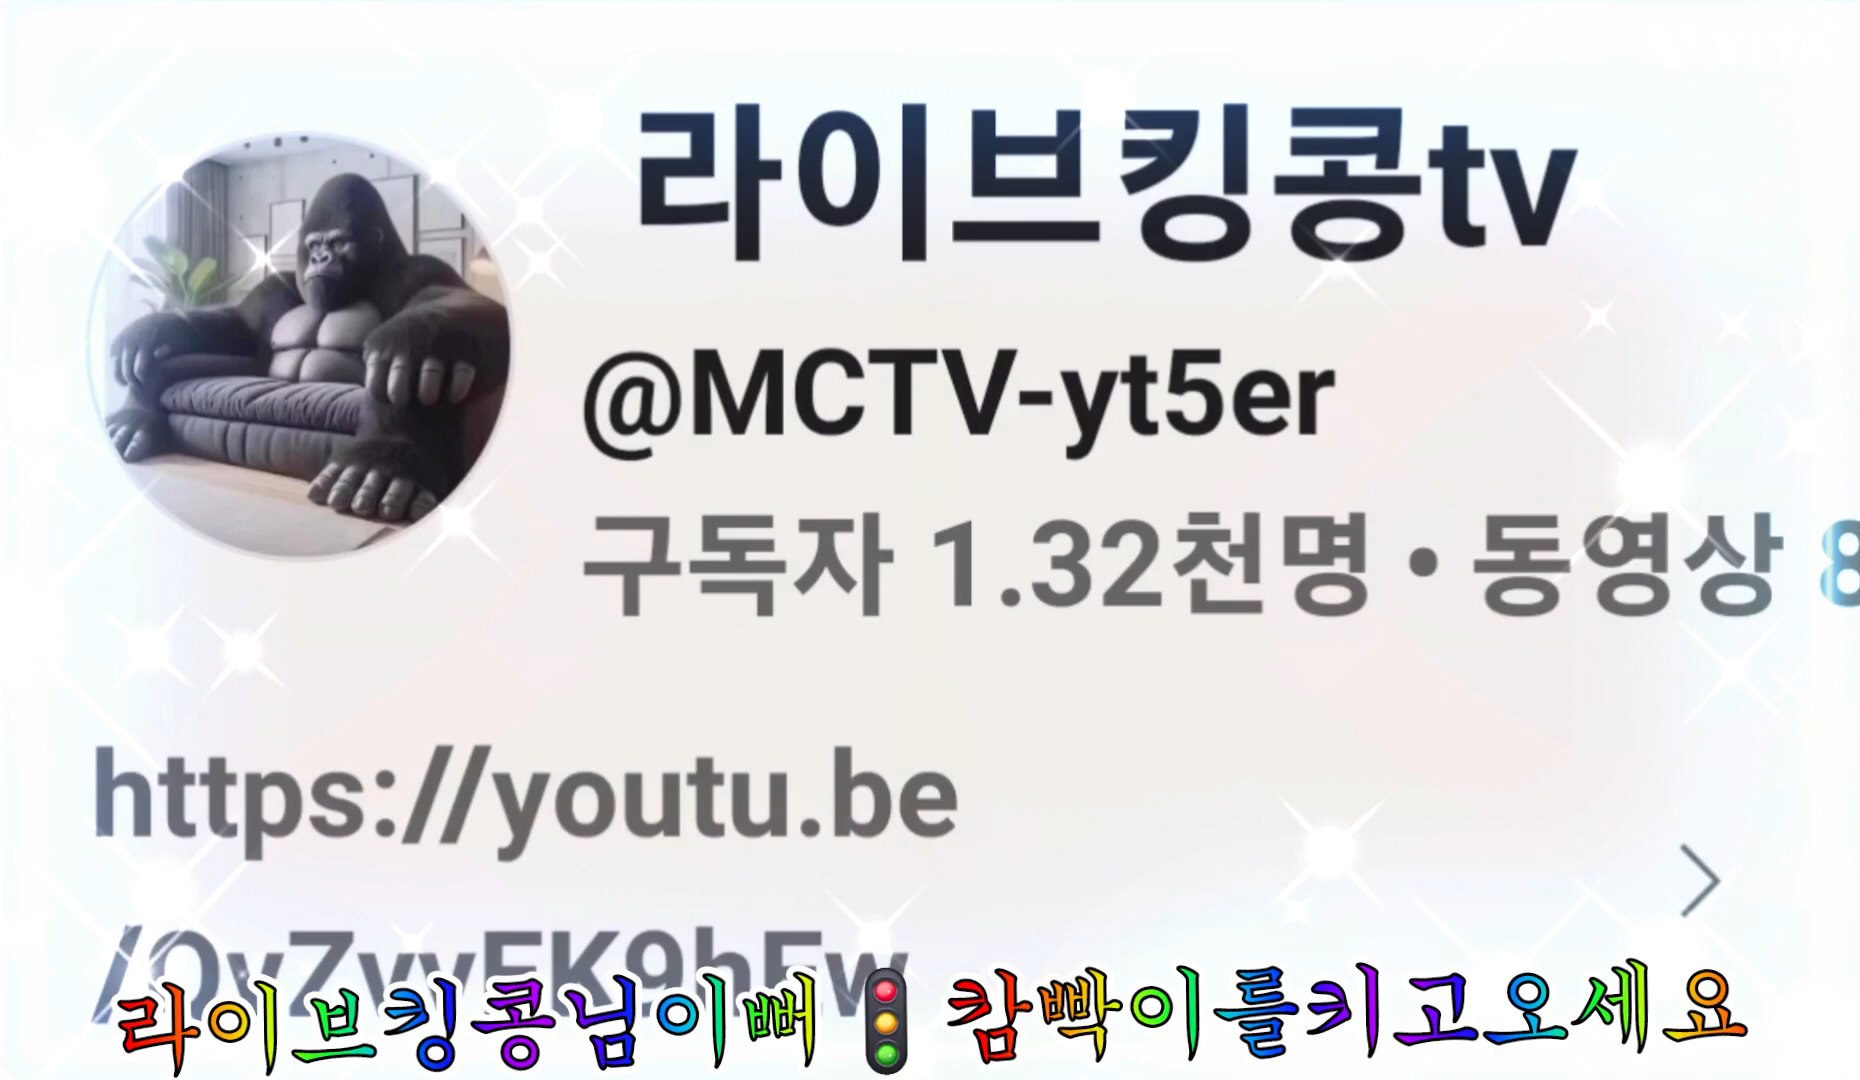 라이브킹콩tv
@MCTV-yt5er
구독자 1.32천명 • 동영상
https://youtu.be
라이브킹콩님이뻐🚦캄빡이를키고오세요